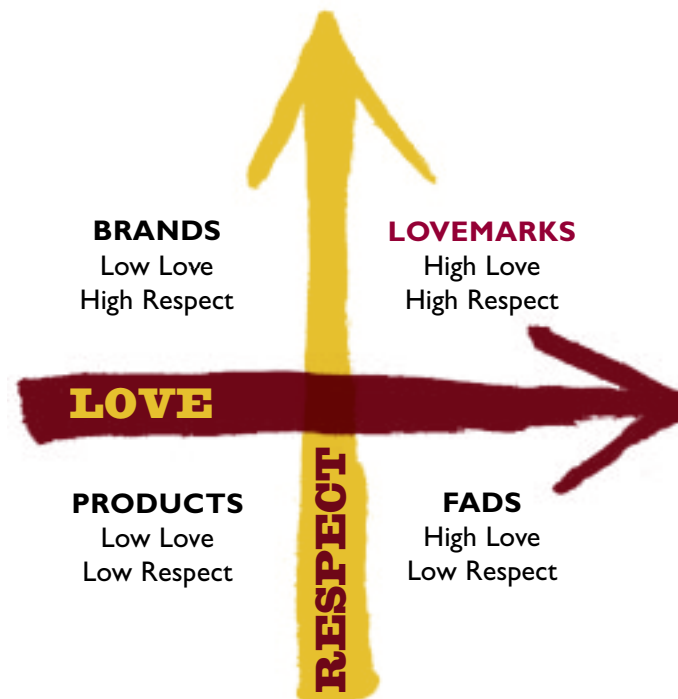 BRANDS
Low Love
High Respect
LOVEMARKS
High Love
High Respect
LOVE
RESPECT
PRODUCTS
Low Love
Low Respect
FADS
High Love
Low Respect